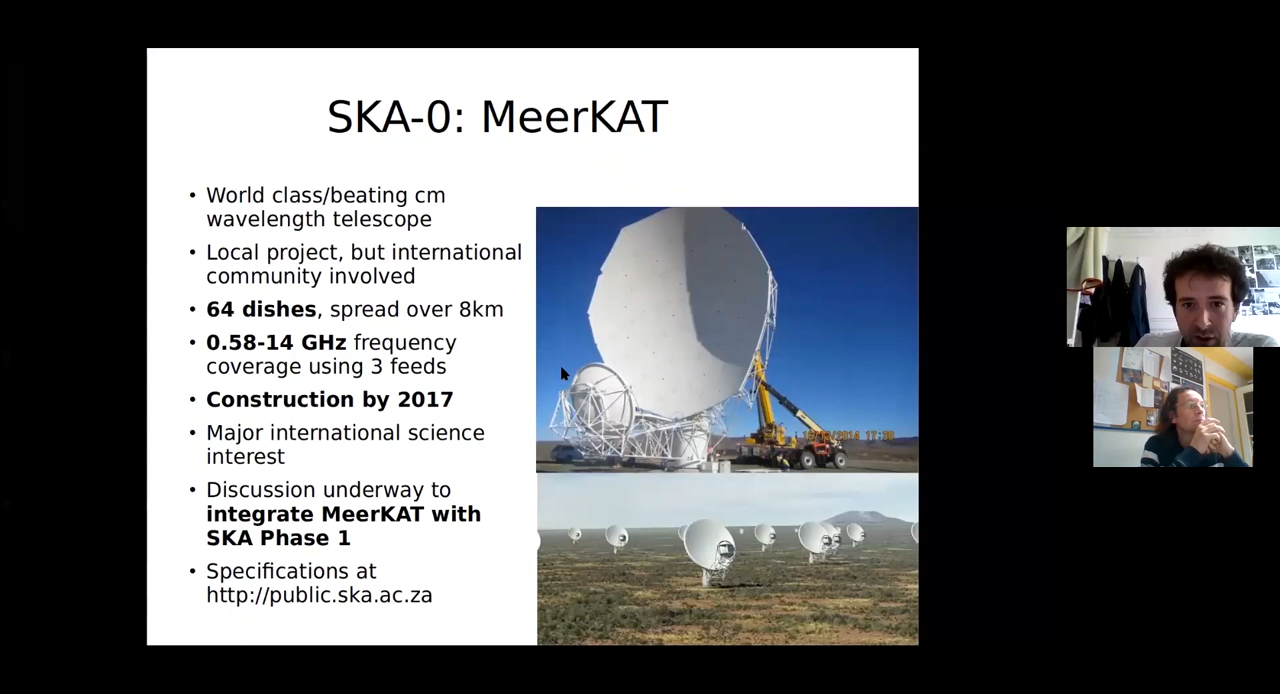 SKA-0: MeerKAT
• World class/beating cm
wavelength telescope
• Local project, but international
community involved
• 64 dishes, spread over 8km
• 0.58-14 GHz frequency
coverage using 3 feeds
• Construction by 2017
• Major international science
interest
• Discussion underway to
integrate MeerKAT with
SKA Phase 1
• Specifications at
http://public.ska.ac.za